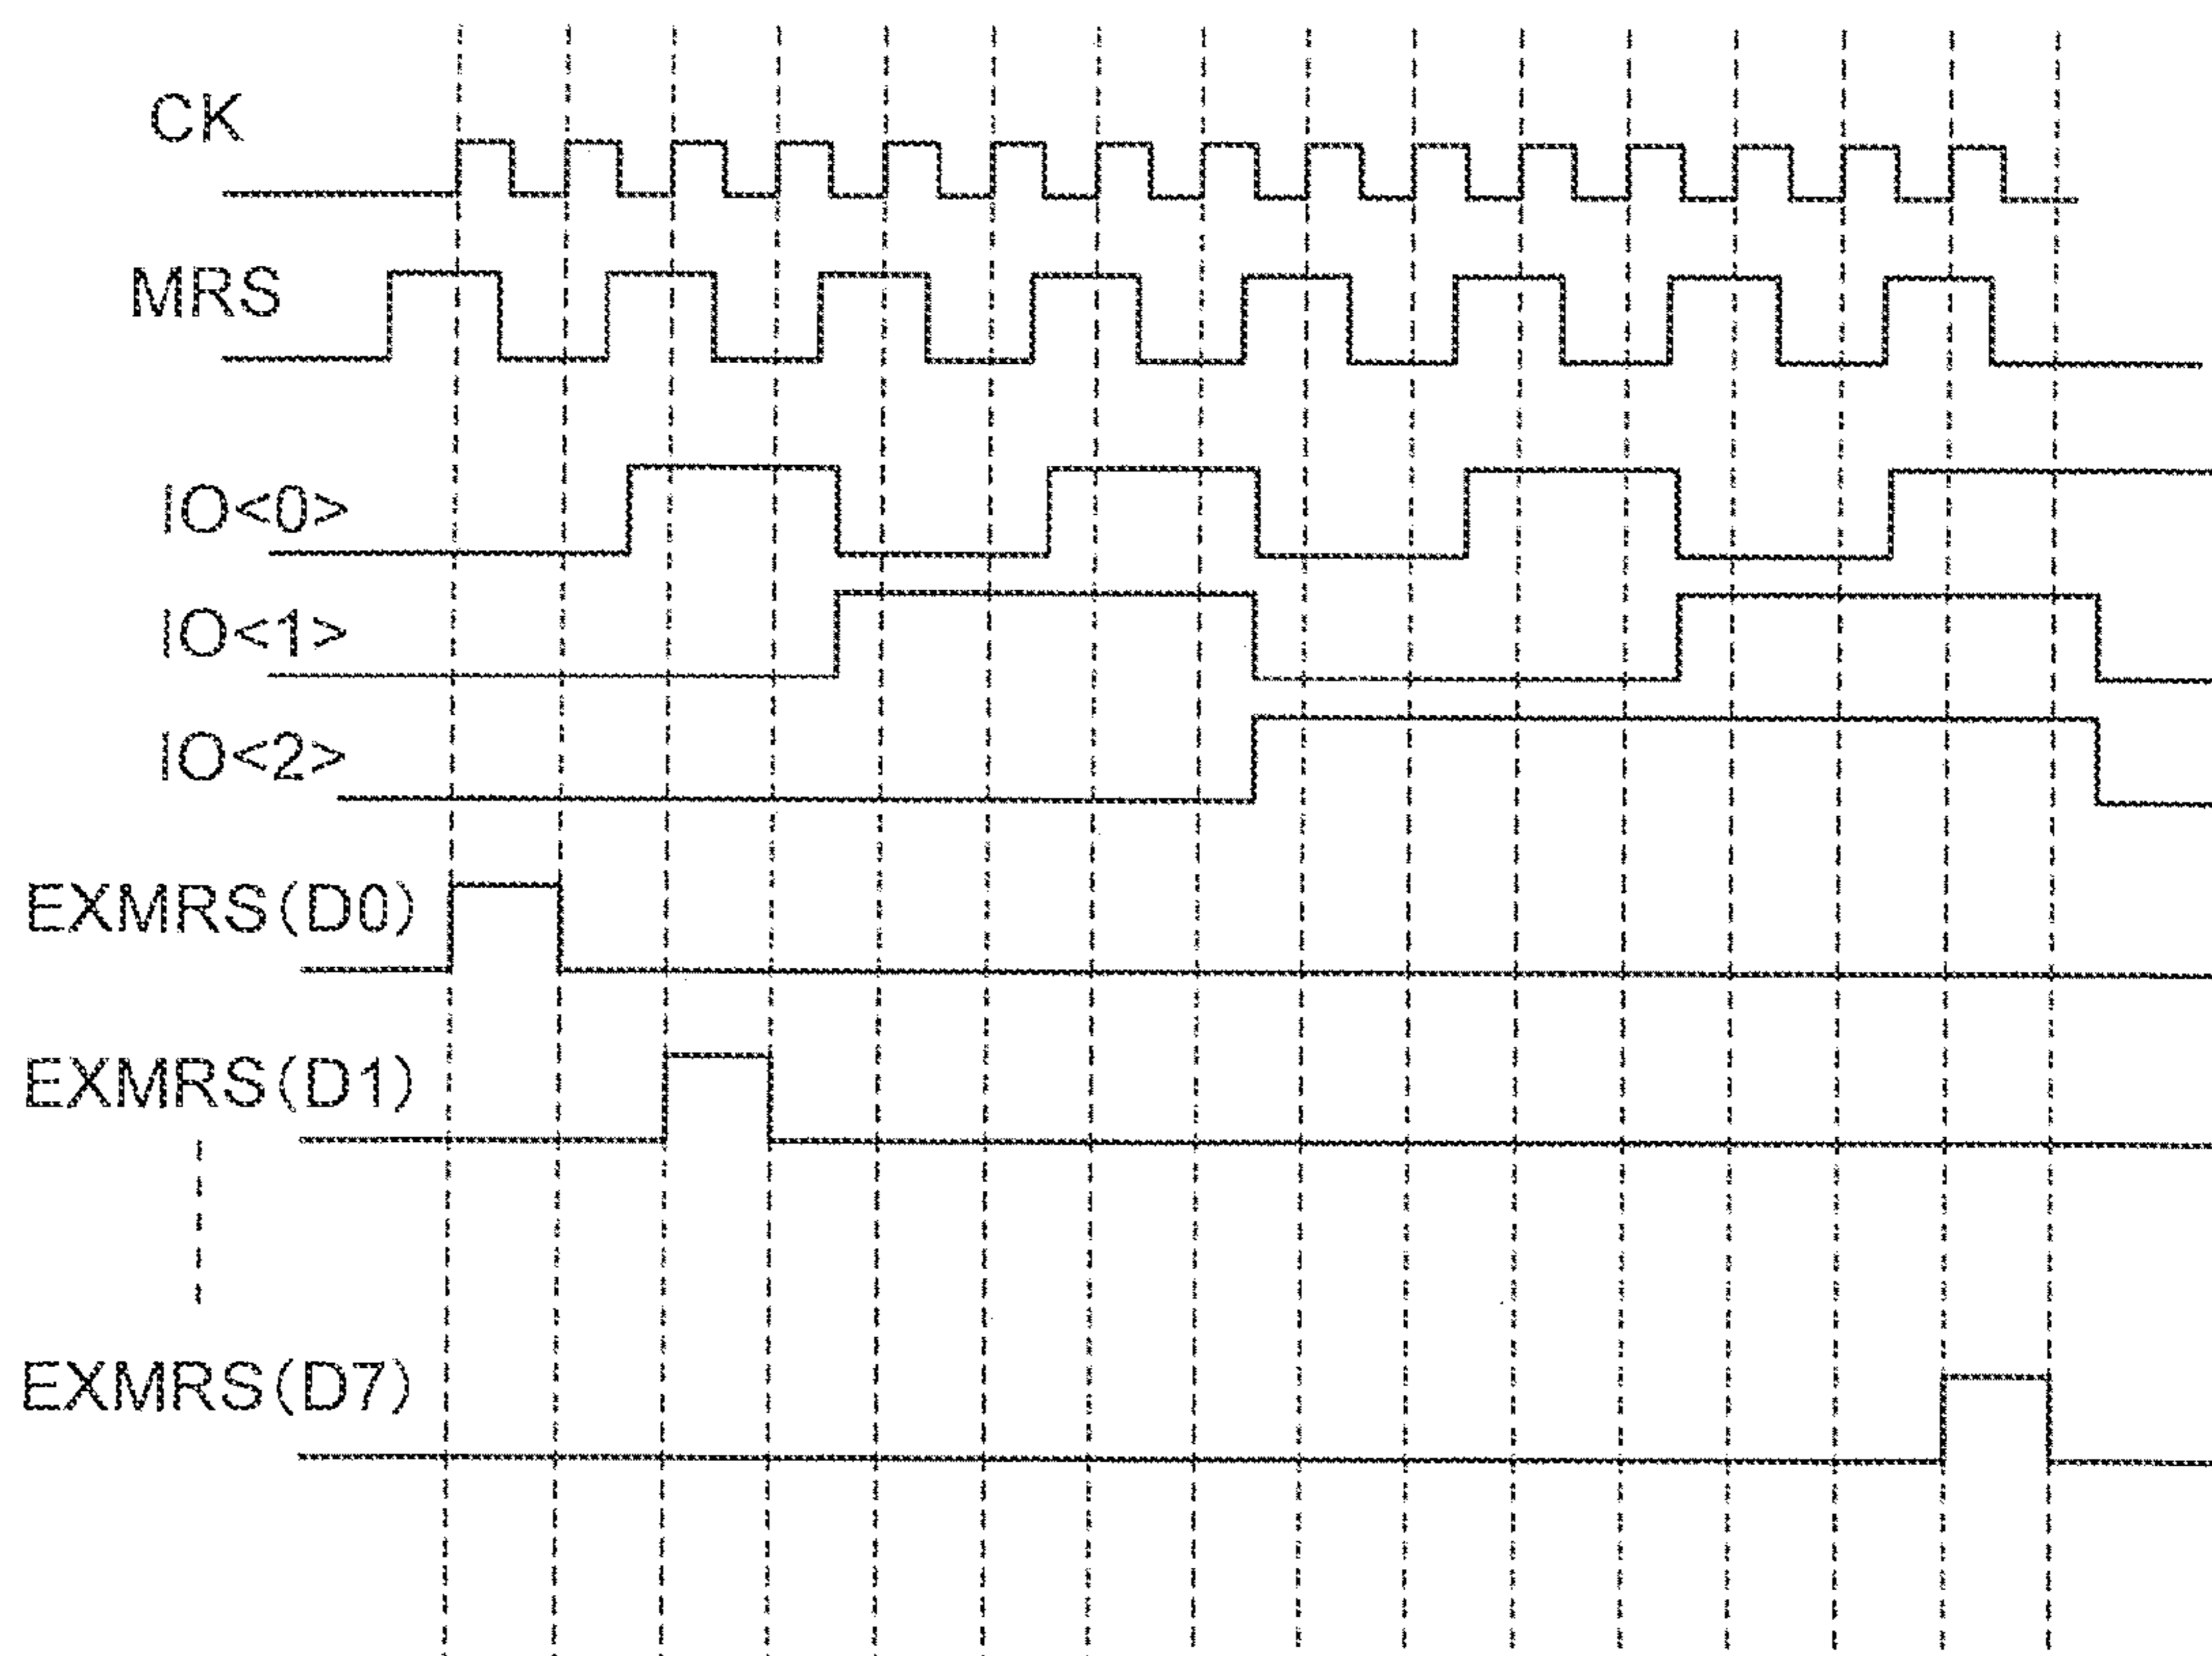 CK
MRS
IO<0>
IO<1>
IO<2>
EXMRS(D0)
EXMRS(D1)
EXMRS(D7)